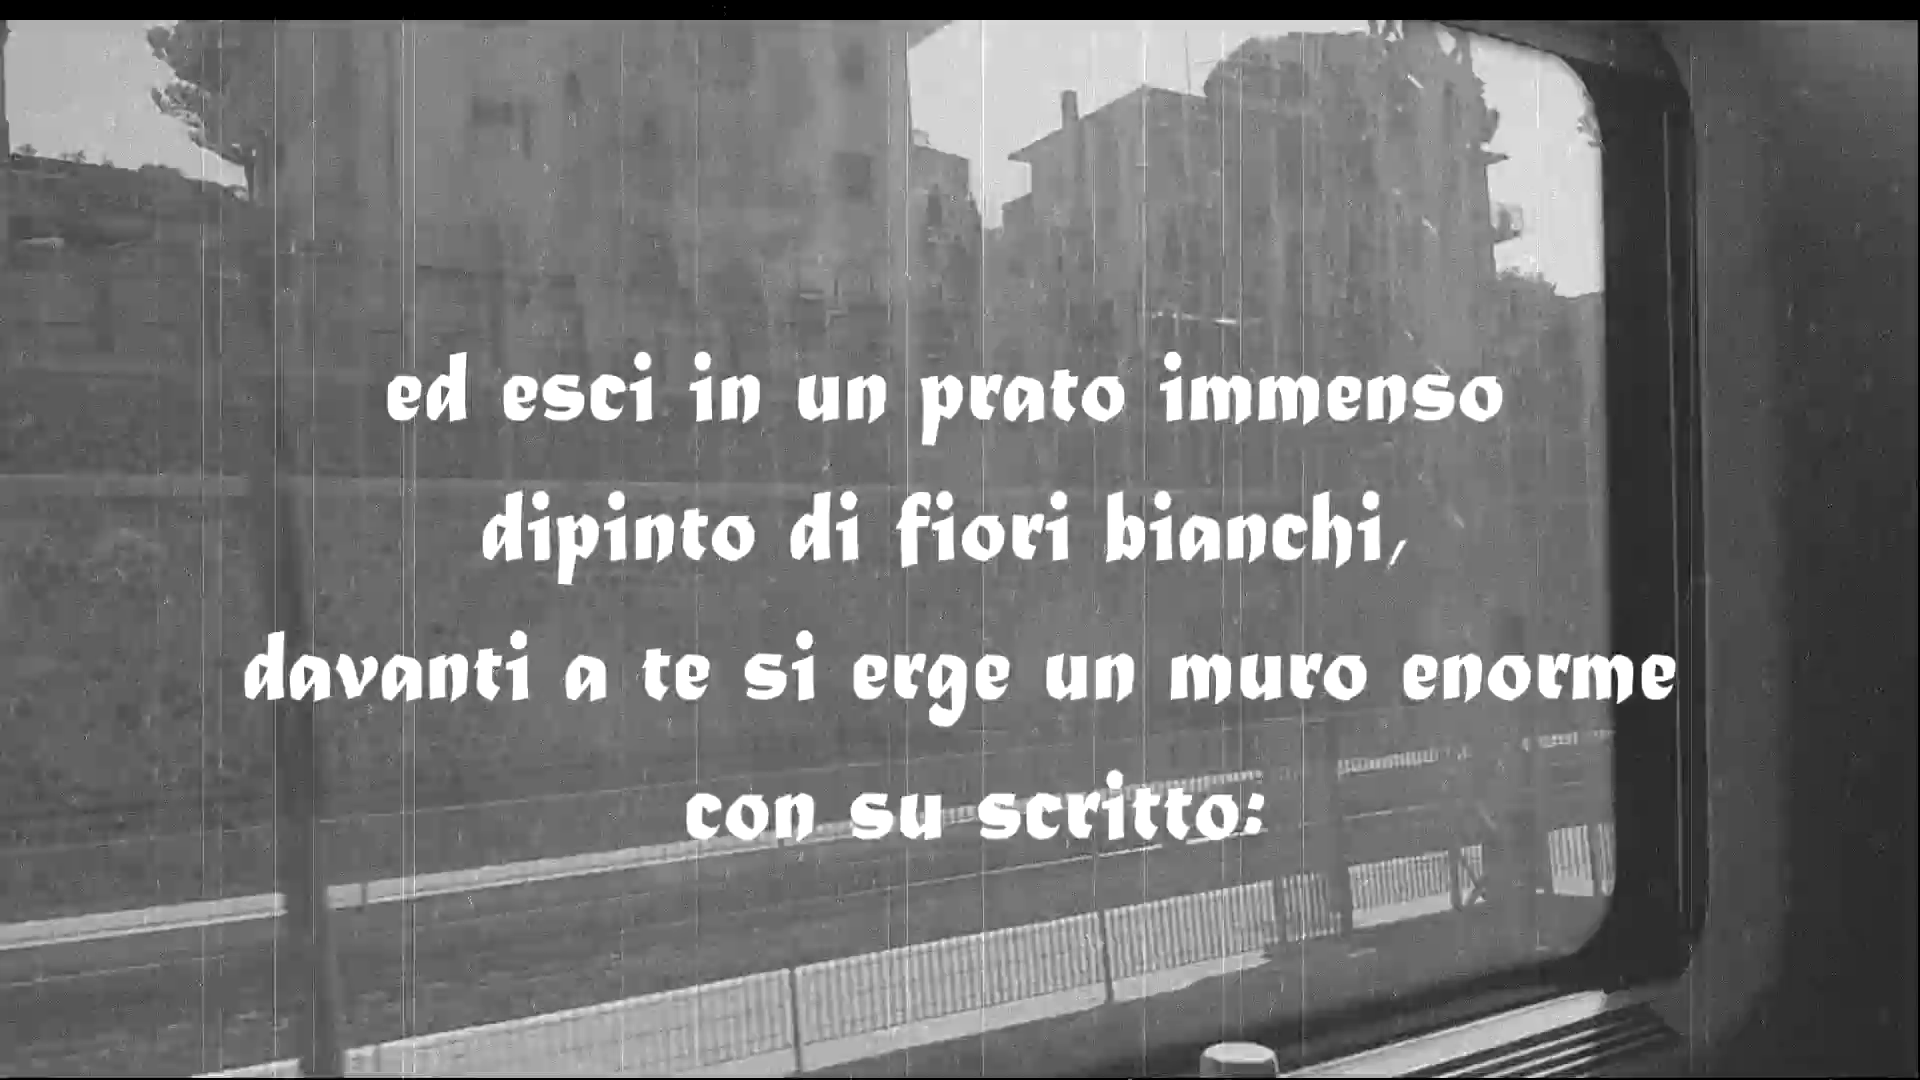 ed esci in un prato immenso
dipinto di fiori bianchi,
davanti a te si erge un muro enorme
con su scritto: